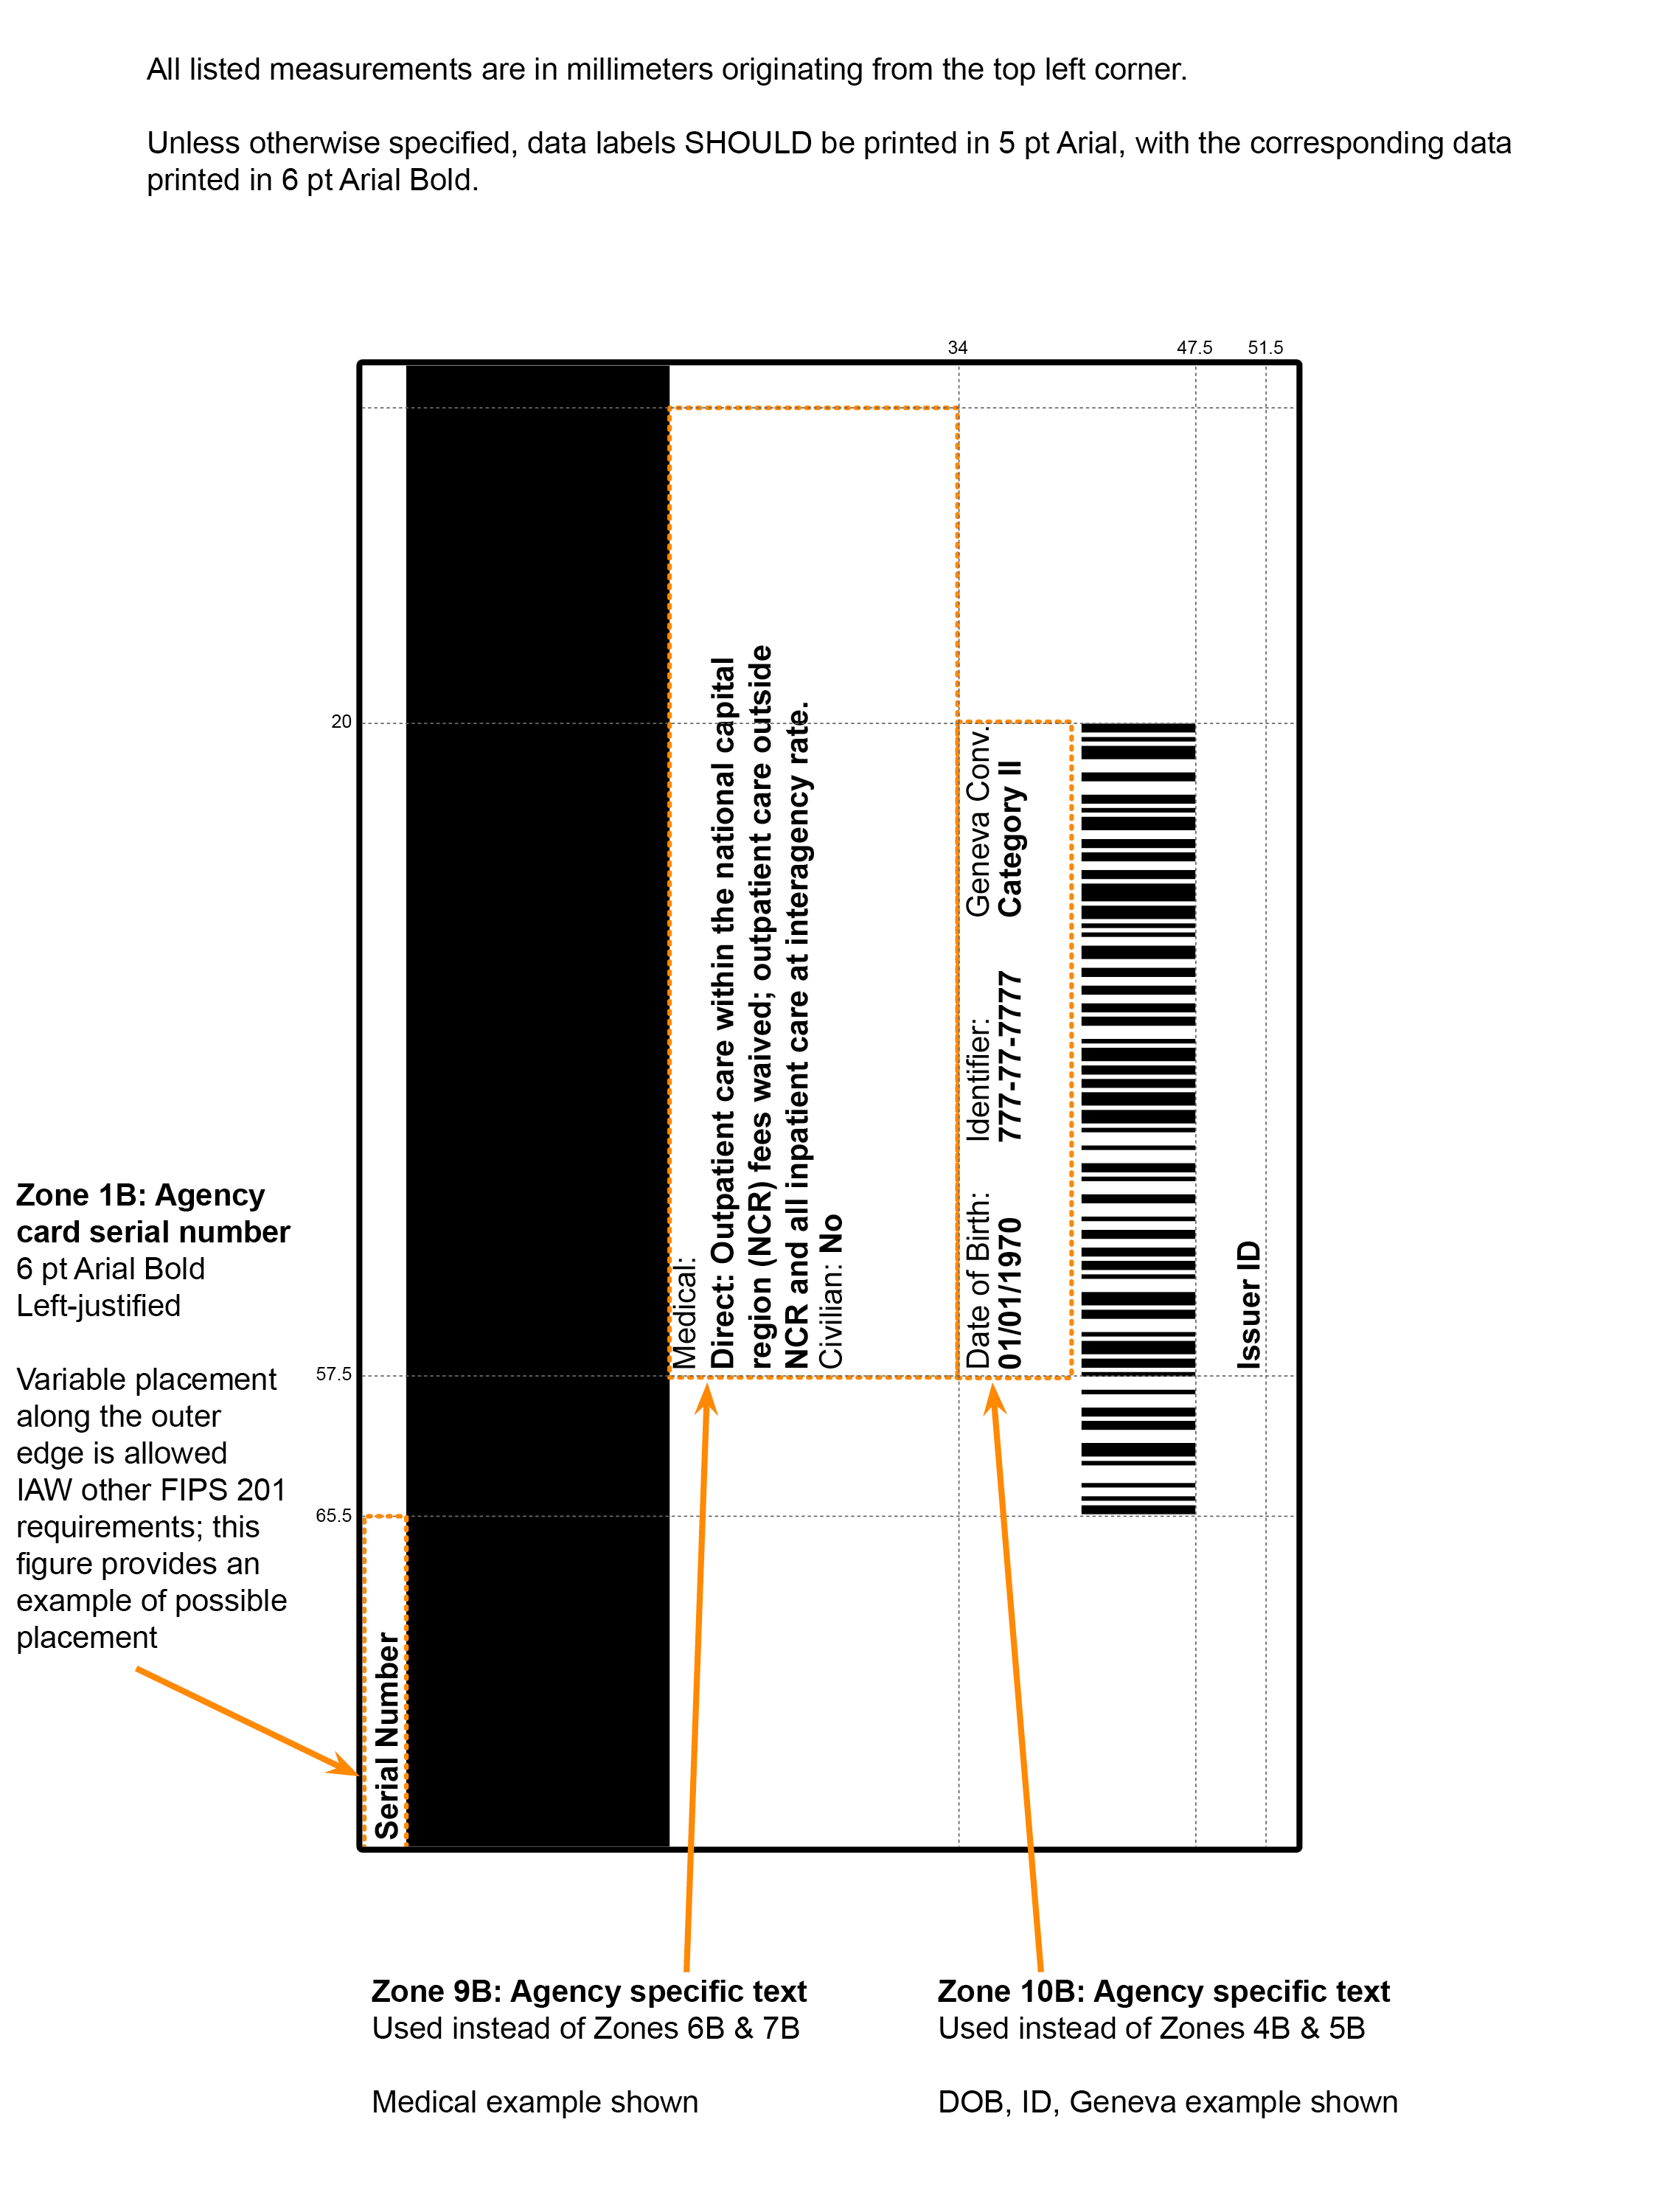 All listed measurements are in millimeters originating from the top left corner.
Unless otherwise specified, data labels SHOULD be printed in 5 pt Arial, with the corresponding data
printed in 6 pt Arial Bold.
34
47.5
51.5
20
57.5
65.5
Zone 1B: Agency
card serial number
6 pt Arial Bold
Left-justified
Variable placement
along the outer
edge is allowed
IAW other FIPS 201
requirements; this
figure provides an
example of possible
placement
Serial Number
Medical:
Direct: Outpatient care within the national capital
region (NCR) fees waived; outpatient care outside
NCR and all inpatient care at interagency rate.
Civilian: No
Date of Birth: Identifier: Geneva Conv.
01/01/1970 777-77-7777 Category II
Issuer ID
Zone 9B: Agency specific text
Used instead of Zones 6B & 7B
Medical example shown
Zone 10B: Agency specific text
Used instead of Zones 4B & 5B
DOB, ID, Geneva example shown